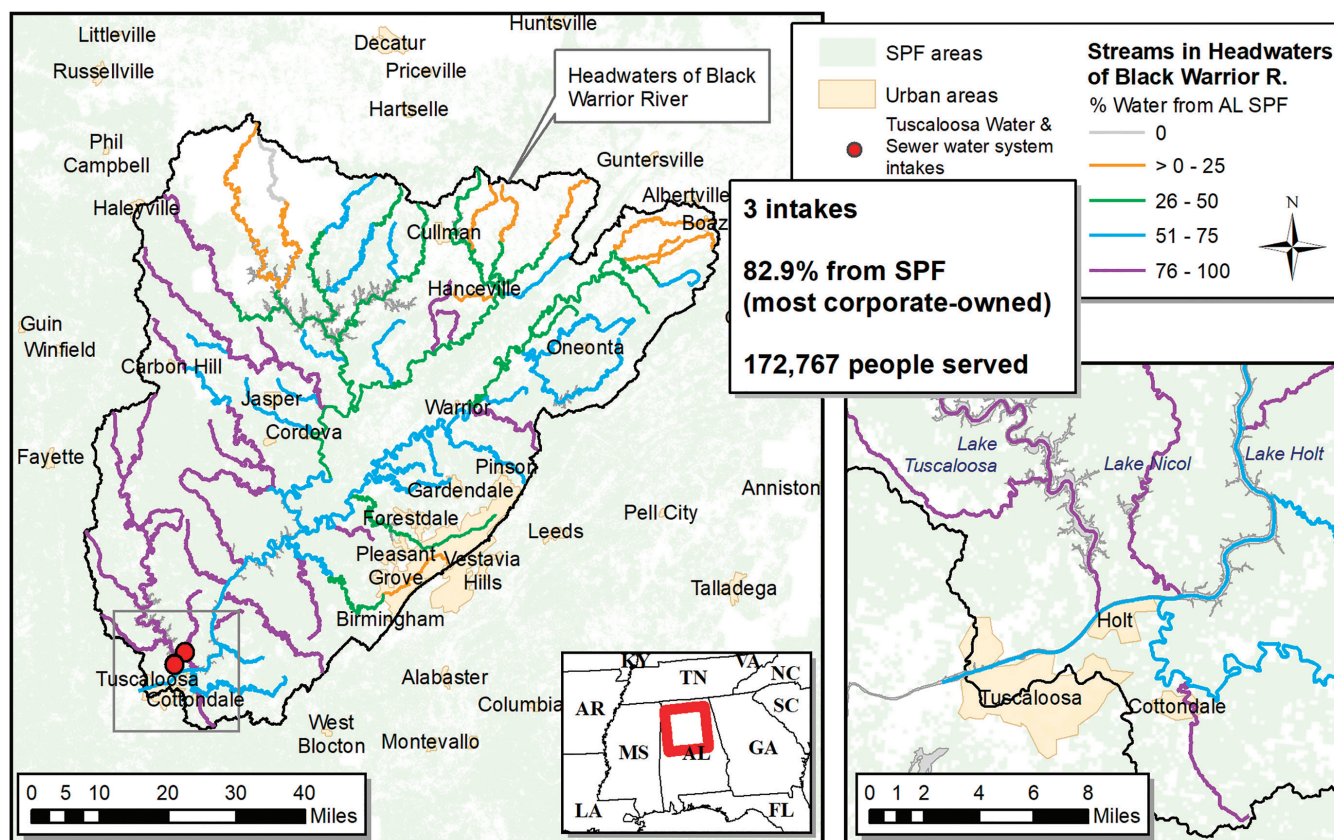 Huntsville
Littleville
Decatur
Russellville
Priceville
Hartselle
Headwaters of Black
Warrior River
Phil
Campbell
Guntersville
Albertville
Boaz
Haleyville
Cullman
Hanceville
Guin
Winfield
Oneonta
Carbon Hill
Jasper
Warrior
Cordova
Fayette
Pinson
Gardendale
Anniston
Forestdale
Pell City
Leeds
Pleasant
Grove
Vestavia
Hills
Talladega
Birmingham
Tuscaloosa
Cottondale
Alabaster
Columbia
West
Blocton
Montevallo
0 5 10 20 30 40
Miles
KY
VA
TN
NC
AR
SC
MS
AL
GA
LA
FL
SPF areas
Urban areas
Tuscaloosa Water &
Sewer water system
intakes
Streams in Headwaters
of Black Warrior R.
% Water from AL SPF
0
> 0 - 25
26 - 50
51 - 75
76 - 100
N
3 intakes
82.9% from SPF
(most corporate-owned)
172,767 people served
Lake
Tuscaloosa
Lake Nicol
Lake Holt
Holt
Tuscaloosa
Cottondale
0 2 4 6 8
Miles